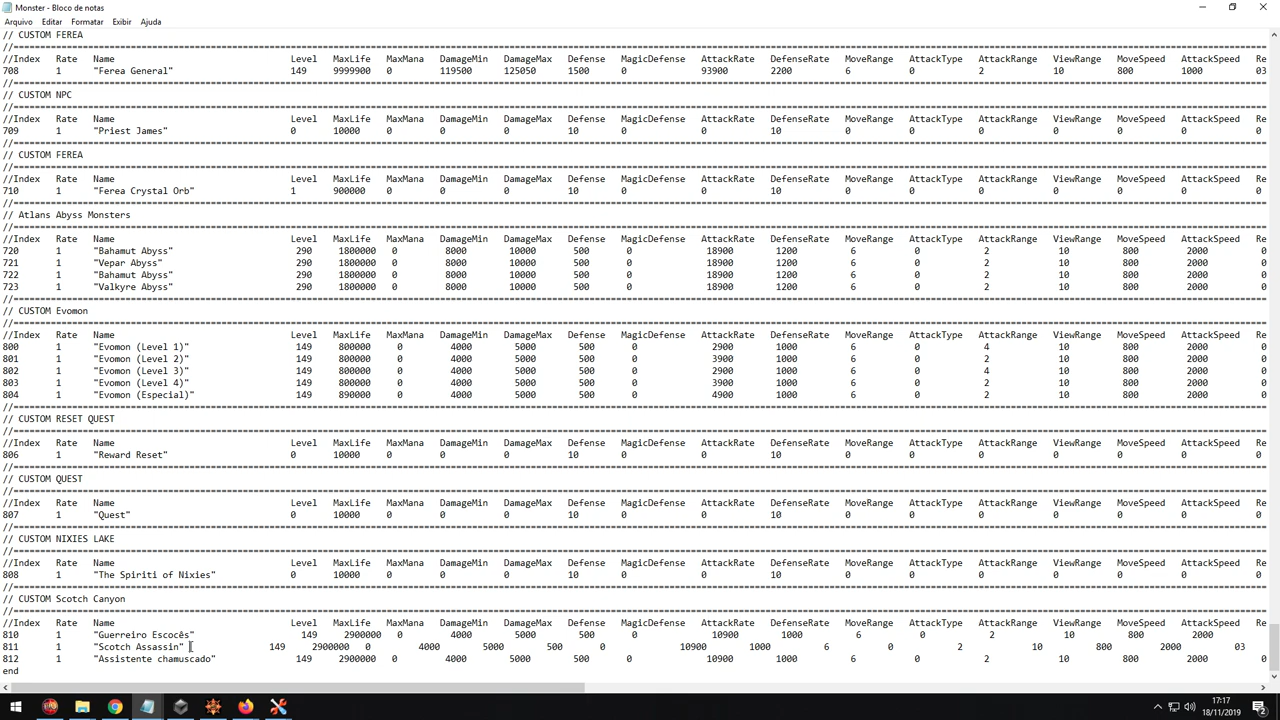 Monster - Bloco de notas
Arquivo Editar Formatar Exibir Ajuda
// CUSTOM FEREA
//Index Rate Name Level MaxLife MaxMana DamageMin DamageMax Defense MagicDefense AttackRate DefenseRate MoveRange AttackType AttackRange ViewRange MoveSpeed AttackSpeed Re
708 1 "Ferea General" 149 9999900 0 119500 125050 1500 0 93900 2200 6 0 2 10 800 1000 03
// CUSTOM NPC
//Index Rate Name Level MaxLife MaxMana DamageMin DamageMax Defense MagicDefense AttackRate DefenseRate MoveRange AttackType AttackRange ViewRange MoveSpeed AttackSpeed Re
709 1 "Priest James" 0 10000 0 0 0 10 0 0 10 0 0 0 0 0 0 0
// CUSTOM FEREA
//Index Rate Name Level MaxLife MaxMana DamageMin DamageMax Defense MagicDefense AttackRate DefenseRate MoveRange AttackType AttackRange ViewRange MoveSpeed AttackSpeed Re
710 1 "Ferea Crystal Orb" 1 900000 0 0 0 10 0 0 10 0 0 0 0 0 0 0
// Atlans Abyss Monsters
//Index Rate Name Level MaxLife MaxMana DamageMin DamageMax Defense MagicDefense AttackRate DefenseRate MoveRange AttackType AttackRange ViewRange MoveSpeed AttackSpeed Re
720 1 "Bahamut Abyss" 290 1800000 0 8000 10000 500 0 18900 1200 6 0 2 10 800 2000 0
721 1 "Vepar Abyss" 290 1800000 0 8000 10000 500 0 18900 1200 6 0 2 10 800 2000 0
722 1 "Bahamut Abyss" 290 1800000 0 8000 10000 500 0 18900 1200 6 0 2 10 800 2000 0
723 1 "Valkyre Abyss" 290 1800000 0 8000 10000 500 0 18900 1200 6 0 2 10 800 2000 0
// CUSTOM Evomon
//Index Rate Name Level MaxLife MaxMana DamageMin DamageMax Defense MagicDefense AttackRate DefenseRate MoveRange AttackType AttackRange ViewRange MoveSpeed AttackSpeed Re
800 1 "Evomon (Level 1)" 149 800000 0 4000 5000 500 0 2900 1000 6 0 4 10 800 2000 0
801 1 "Evomon (Level 2)" 149 800000 0 4000 5000 500 0 3900 1000 6 0 2 10 800 2000 0
802 1 "Evomon (Level 3)" 149 800000 0 4000 5000 500 0 2900 1000 6 0 4 10 800 2000 0
803 1 "Evomon (Level 4)" 149 800000 0 4000 5000 500 0 3900 1000 6 0 2 10 800 2000 0
804 1 "Evomon (Especial)" 149 890000 0 4000 5000 500 0 4900 1000 6 0 2 10 800 2000 0
// CUSTOM RESET QUEST
//Index Rate Name Level MaxLife MaxMana DamageMin DamageMax Defense MagicDefense AttackRate DefenseRate MoveRange AttackType AttackRange ViewRange MoveSpeed AttackSpeed Re
806 1 "Reward Reset" 0 10000 0 0 0 10 0 0 10 0 0 0 0 0 0 0
// CUSTOM QUEST
//Index Rate Name Level MaxLife MaxMana DamageMin DamageMax Defense MagicDefense AttackRate DefenseRate MoveRange AttackType AttackRange ViewRange MoveSpeed AttackSpeed Re
807 1 "Quest" 0 10000 0 0 0 10 0 0 10 0 0 0 0 0 0 0
// CUSTOM NIXIES LAKE
//Index Rate Name Level MaxLife MaxMana DamageMin DamageMax Defense MagicDefense AttackRate DefenseRate MoveRange AttackType AttackRange ViewRange MoveSpeed AttackSpeed Re
808 1 "The Spiriti of Nixies" 0 10000 0 0 0 10 0 0 10 0 0 0 0 0 0 0
// CUSTOM Scotch Canyon
//Index Rate Name Level MaxLife MaxMana DamageMin DamageMax Defense MagicDefense AttackRate DefenseRate MoveRange AttackType AttackRange ViewRange MoveSpeed AttackSpeed Re
810 1 "Guerreiro Escocês" 149 2900000 0 4000 5000 500 0 10900 1000 6 0 2 10 800 2000
811 1 "Scotch Assassin" 149 2900000 0 4000 5000 500 0 10900 1000 6 0 2 10 800 2000 03
812 1 "Assistente chamuscado" 149 2900000 0 4000 5000 500 0 10900 1000 6 0 2 10 800 2000 0
end
17:17
18/11/2019
2